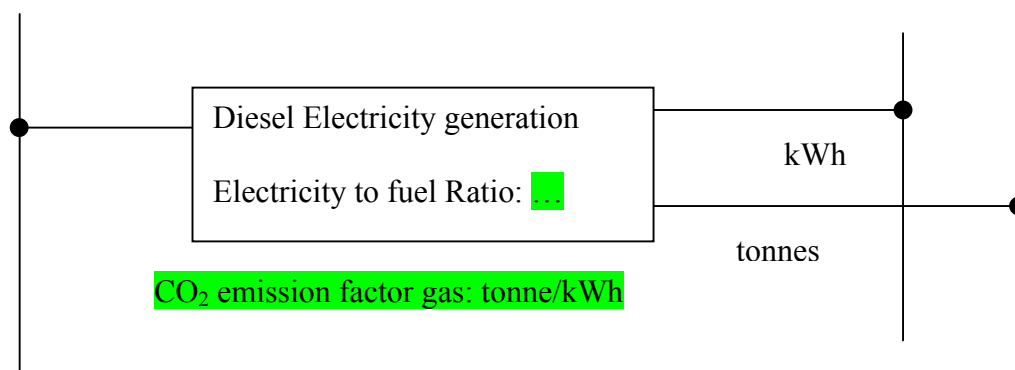 Diesel Electricity generation
kWh
Electricity to fuel Ratio: …
tonnes
CO₂ emission factor gas: tonne/kWh